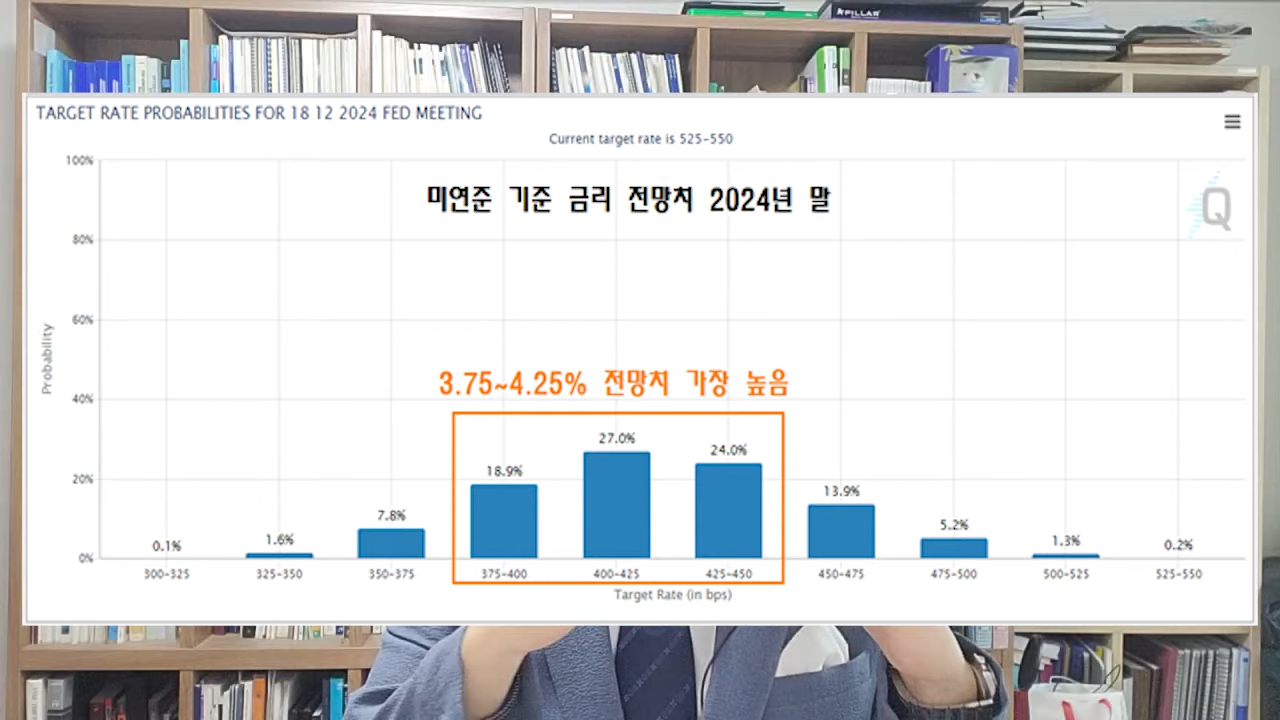 PILLAR
TARGET RATE PROBABILITIES FOR 18 12 2024 FED MEETING
Current target rate is 525-550
100%
미연준 기준 금리 전망치 2024년 말
Q
80%
60%
Probability
3.75~4.25% 전망치 가장 높음
40%
27.0%
24.0%
18.9%
20%
13.9%
7.8%
5.2%
1.6%
1.3%
0.1%
0.2%
0%
300-325 325-350 350-375 375-400 400-425 425-450 450-475 475-500 500-525 525-550
Target Rate (in bps)